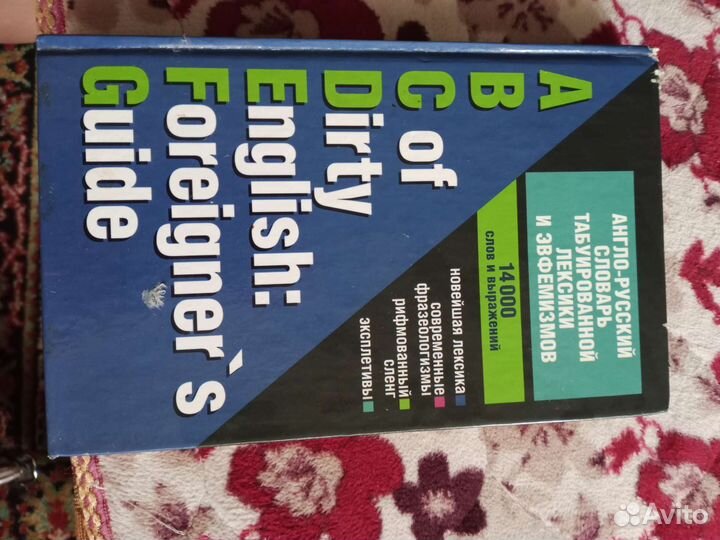 A
B
C of
Dirty
English:
Foreigner`s
Guide
АНГЛО-РУССКИЙ
СЛОВАРЬ
ТАБУИРОВАННОЙ
ЛЕКСИКИ
И ЭВФЕМИЗМОВ
14 000
слов и выражений
новейшая лексика
современные
фразеологизмы
рифмованный
сленг
эксплетивы
Avito